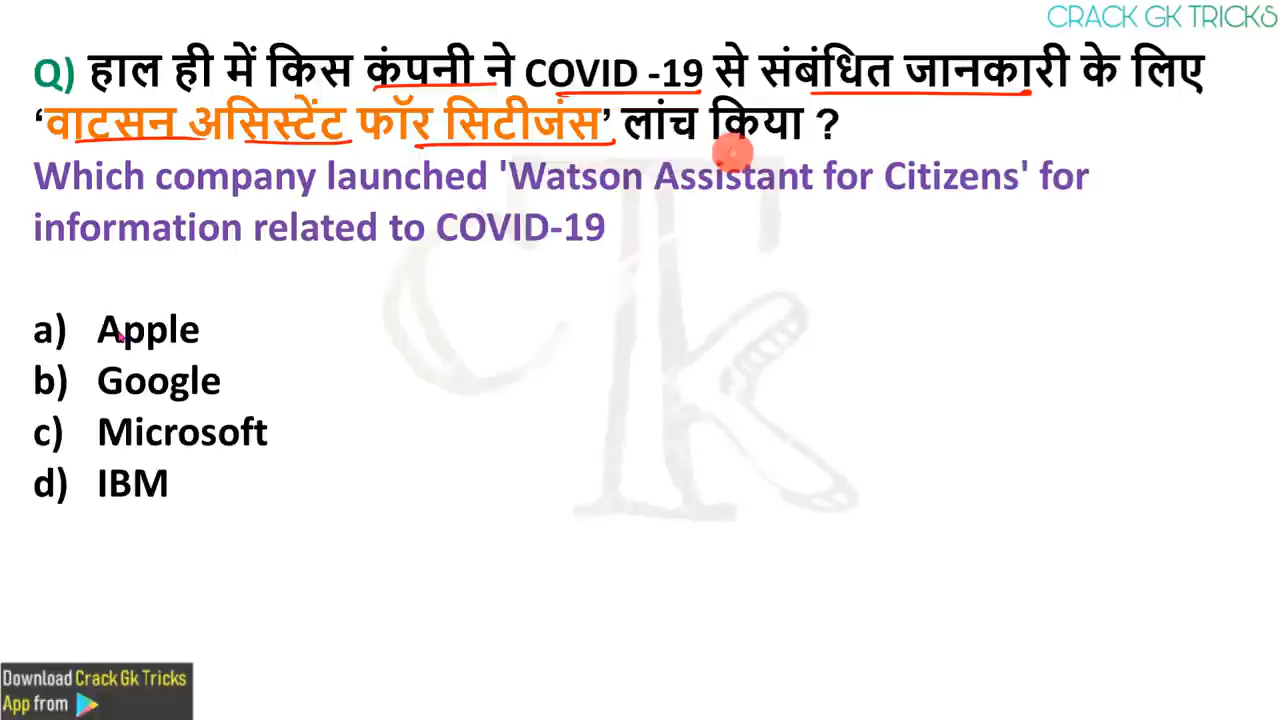 CRACK GK TRICKS
Q) हाल ही में किस कंपनी ने COVID -19 से संबंधित जानकारी के लिए
‘वाटसन असिस्टेंट फॉर सिटीजंस’ लांच किया ?
Which company launched 'Watson Assistant for Citizens' for
information related to COVID-19
a) Apple
b) Google
c) Microsoft
d) IBM
Download Crack Gk Tricks
App from